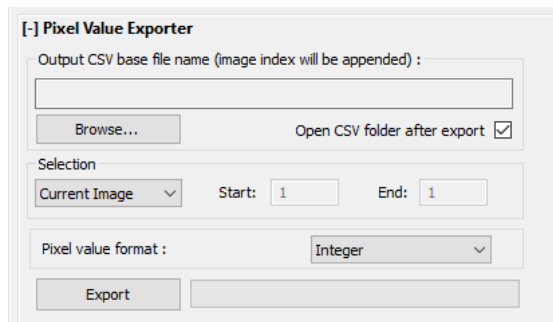 [-] Pixel Value Exporter
Output CSV base file name (image index will be appended) :
Browse...
Open CSV folder after export
Selection
Current Image
Start: 1
End: 1
Pixel value format :
Integer
Export